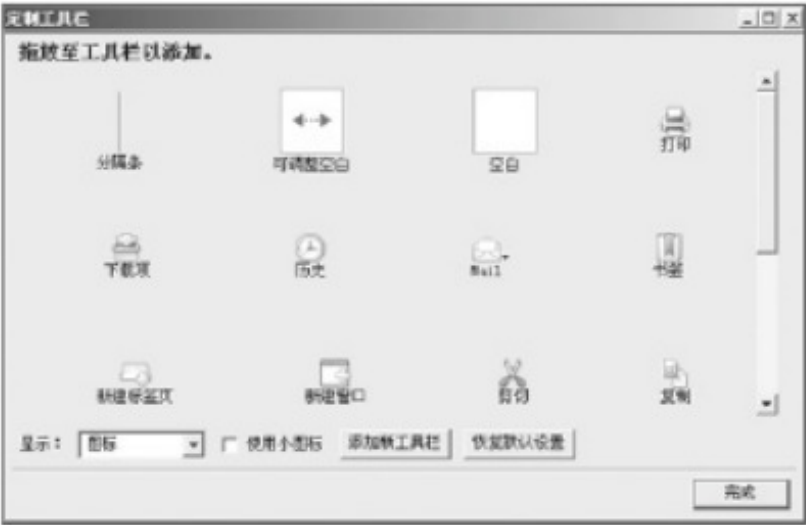 定制工具栏
拖放至工具栏以添加。
分隔条 可调整空白 空白 打印
下载项 历史 Mail 书签
新建标签页 新建窗口 剪切 复制
显示： 图标 使用小图标 添加新工具栏 恢复默认设置
完成